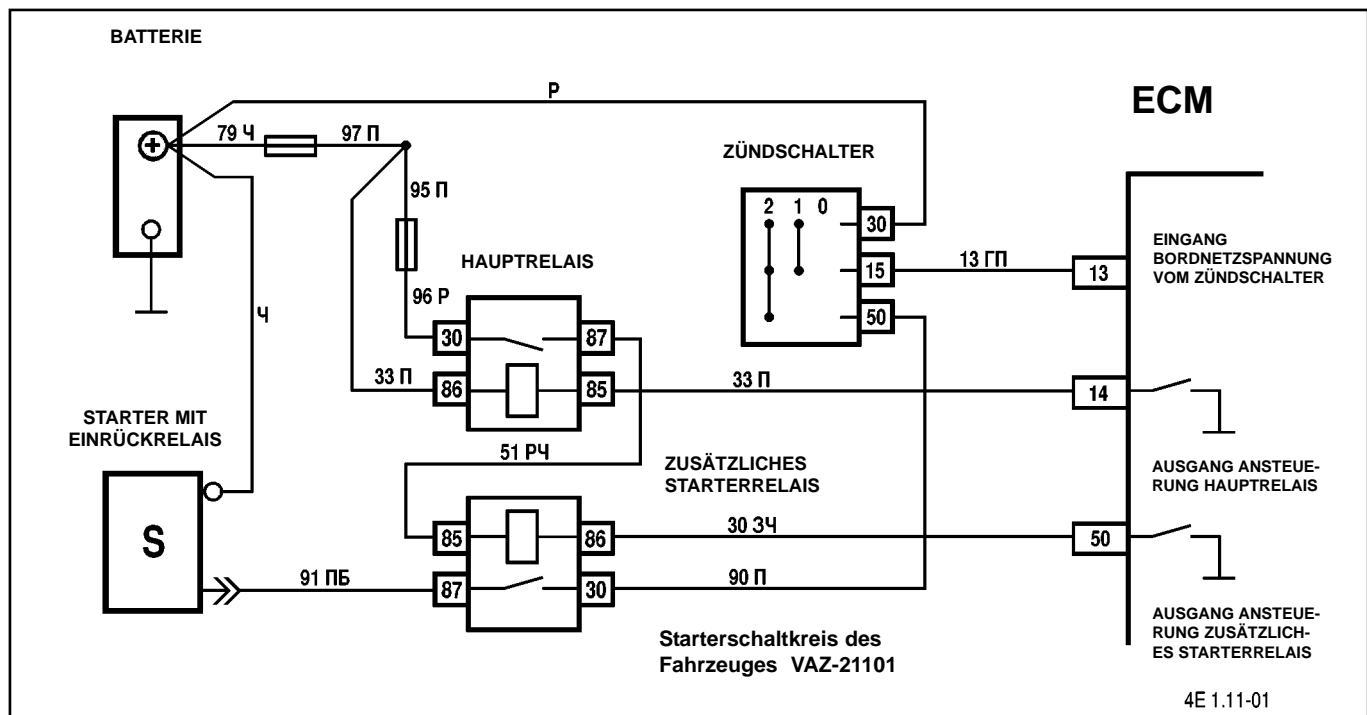 BATTERIE
P
ECM
79 Ч
97 П
ZÜNDSCHALTER
95 П
2 1 0
30
EINGANG
BORDNETZSPANNUNG
VOM ZÜNDSCHALTER
HAUPTRELAIS
15
13 ГП
13
96 Р
50
Ч
30
87
33 П
86
85
33 П
14
STARTER MIT
EINRÜCKRELAIS
51 РЧ
ZUSÄTZLICHES
STARTERRELAIS
AUSGANG ANSTEUE-
RUNG HAUPTRELAIS
S
85
86
30 ЗЧ
50
91 ПБ
87
30
90 П
AUSGANG ANSTEUE-
RUNG ZUSÄTZLICH-
ES STARTERRELAIS
Starterschaltkreis des
Fahrzeuges VAZ-21101
4E 1.11-01